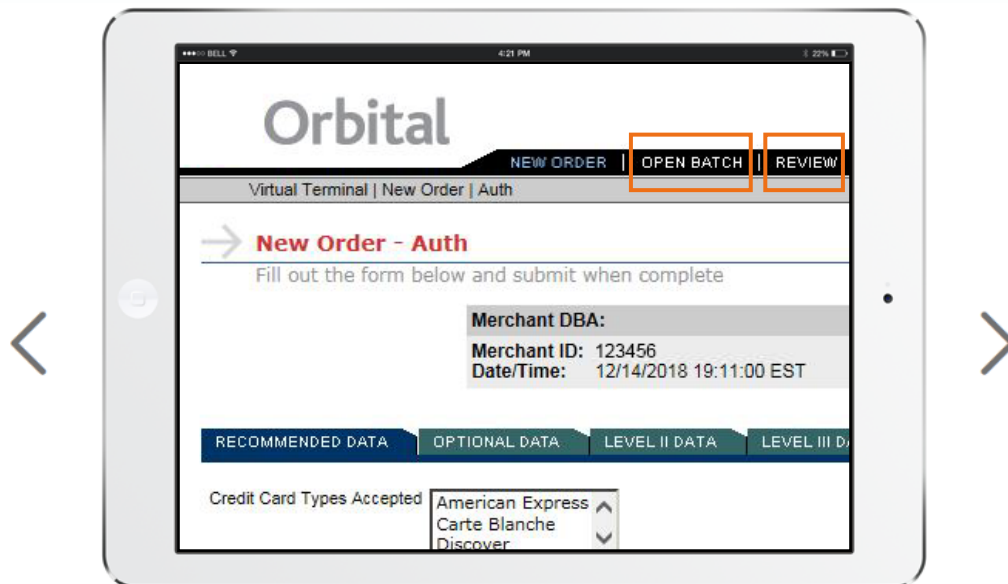 BELL 4:21 PM 22%
Orbital
NEW ORDER | OPEN BATCH | REVIEW
Virtual Terminal | New Order | Auth
New Order - Auth
Fill out the form below and submit when complete
Merchant DBA:
Merchant ID: 123456
Date/Time: 12/14/2018 19:11:00 EST
RECOMMENDED DATA OPTIONAL DATA LEVEL II DATA LEVEL III
Credit Card Types Accepted American Express
Carte Blanche
Discover